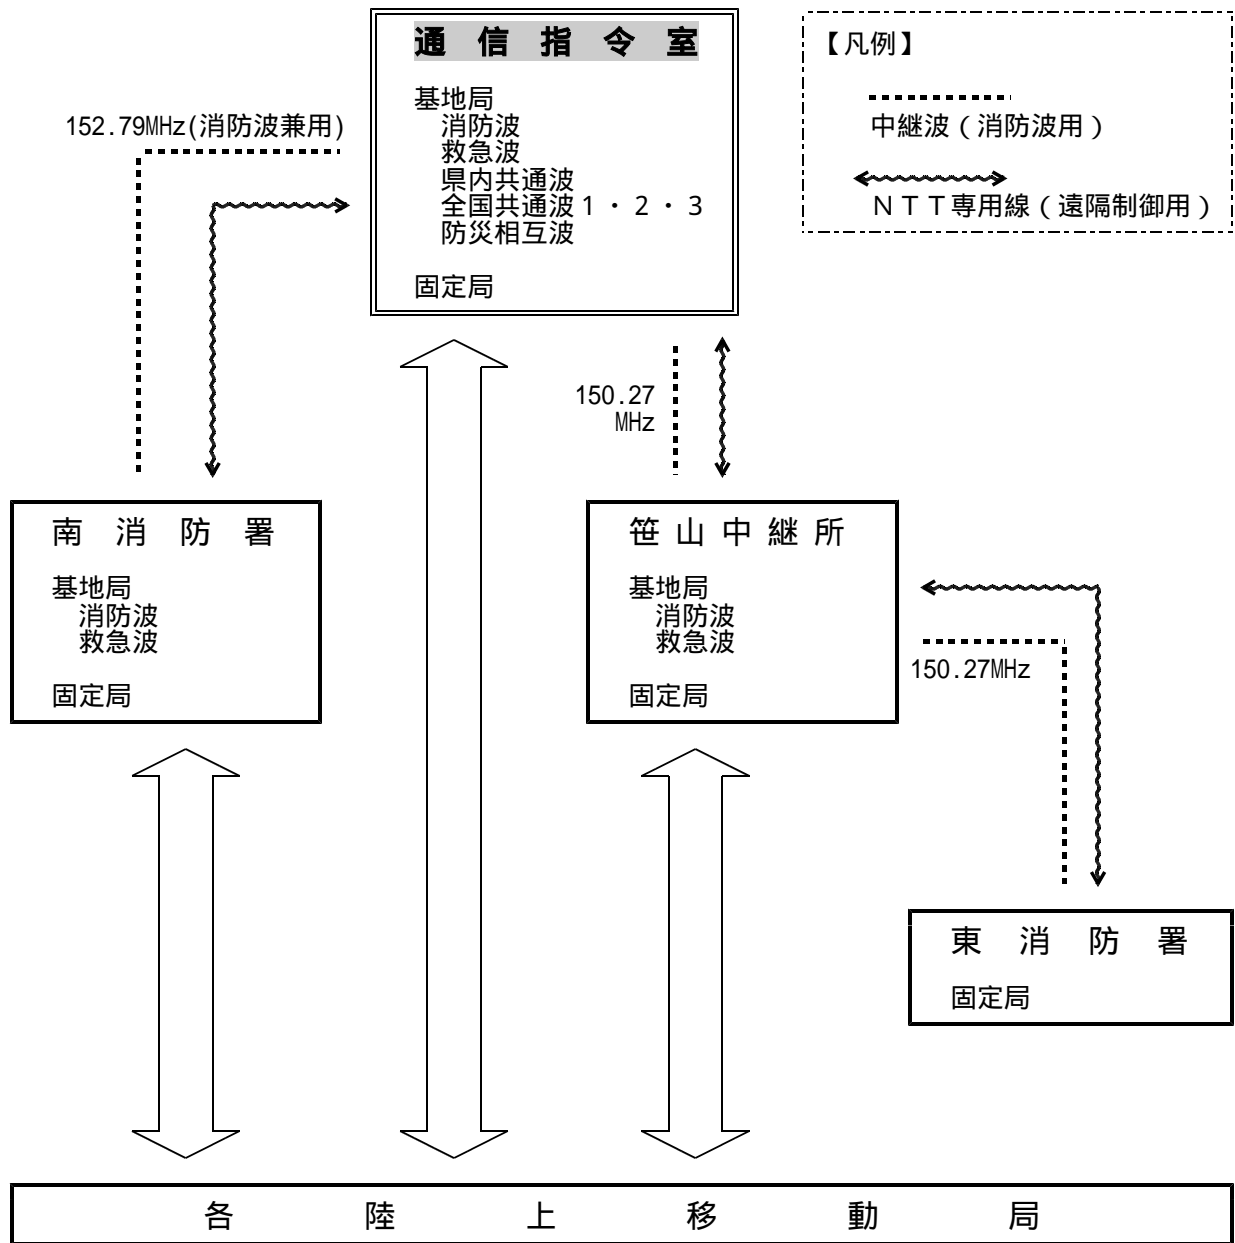 通信指令室
基地局
消防波
救急波
県内共通波
全国共通波１・２・３
防災相互波
固定局
【凡例】
中継波（消防波用）
ＮＴＴ専用線（遠隔制御用）
152.79MHz(消防波兼用)
150.27
MHz
南消防署
基地局
消防波
救急波
固定局
笹山中継所
基地局
消防波
救急波
固定局
150.27MHz
東消防署
固定局
各陸上移動局